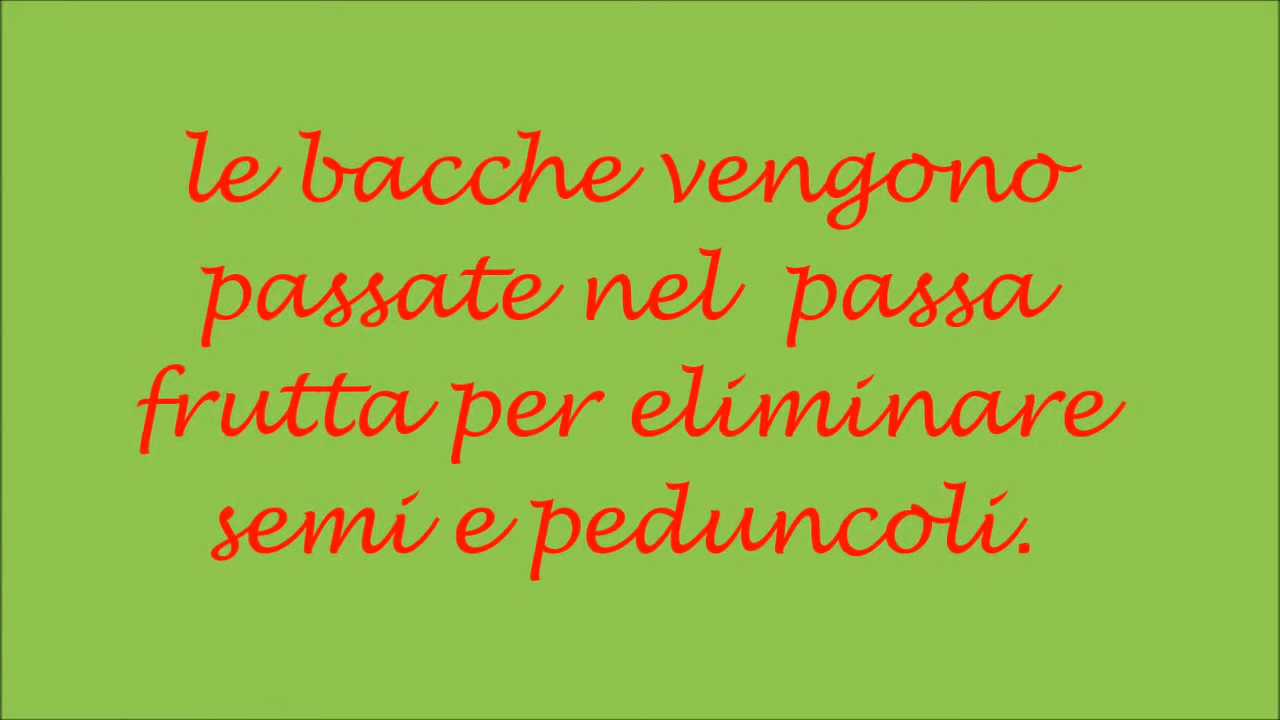 le bacche vengono
passate nel  passa
frutta per eliminare
semi e peduncoli.